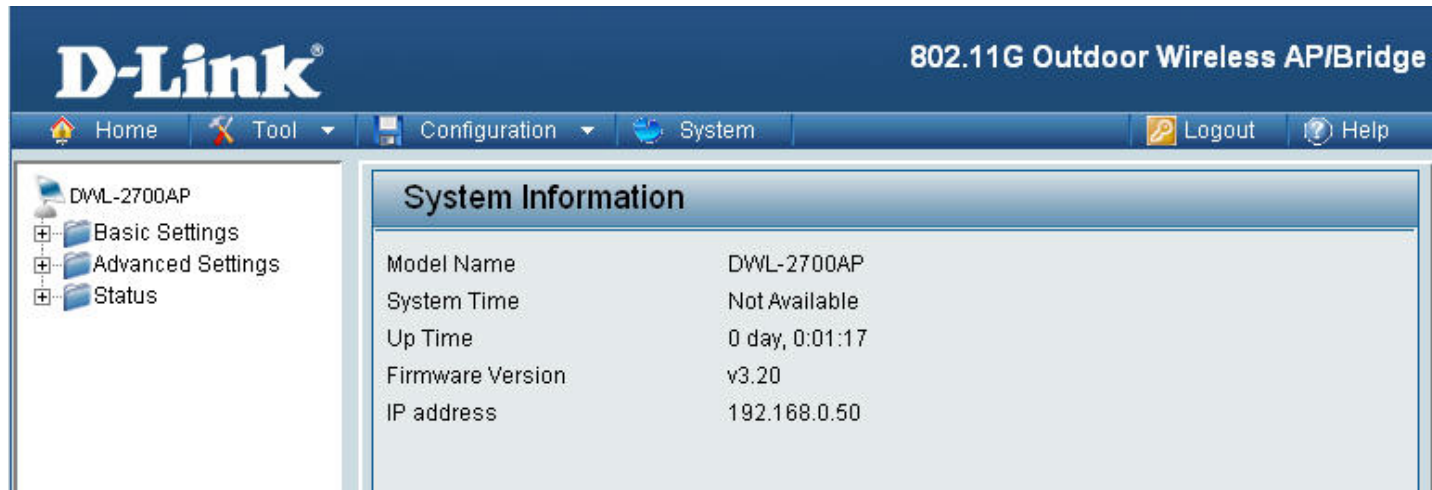 D-Link®
802.11G Outdoor Wireless AP/Bridge
Home Tool Configuration System Logout Help
DWL-2700AP
Basic Settings
Advanced Settings
Status
System Information
Model Name DWL-2700AP
System Time Not Available
Up Time 0 day, 0:01:17
Firmware Version v3.20
IP address 192.168.0.50